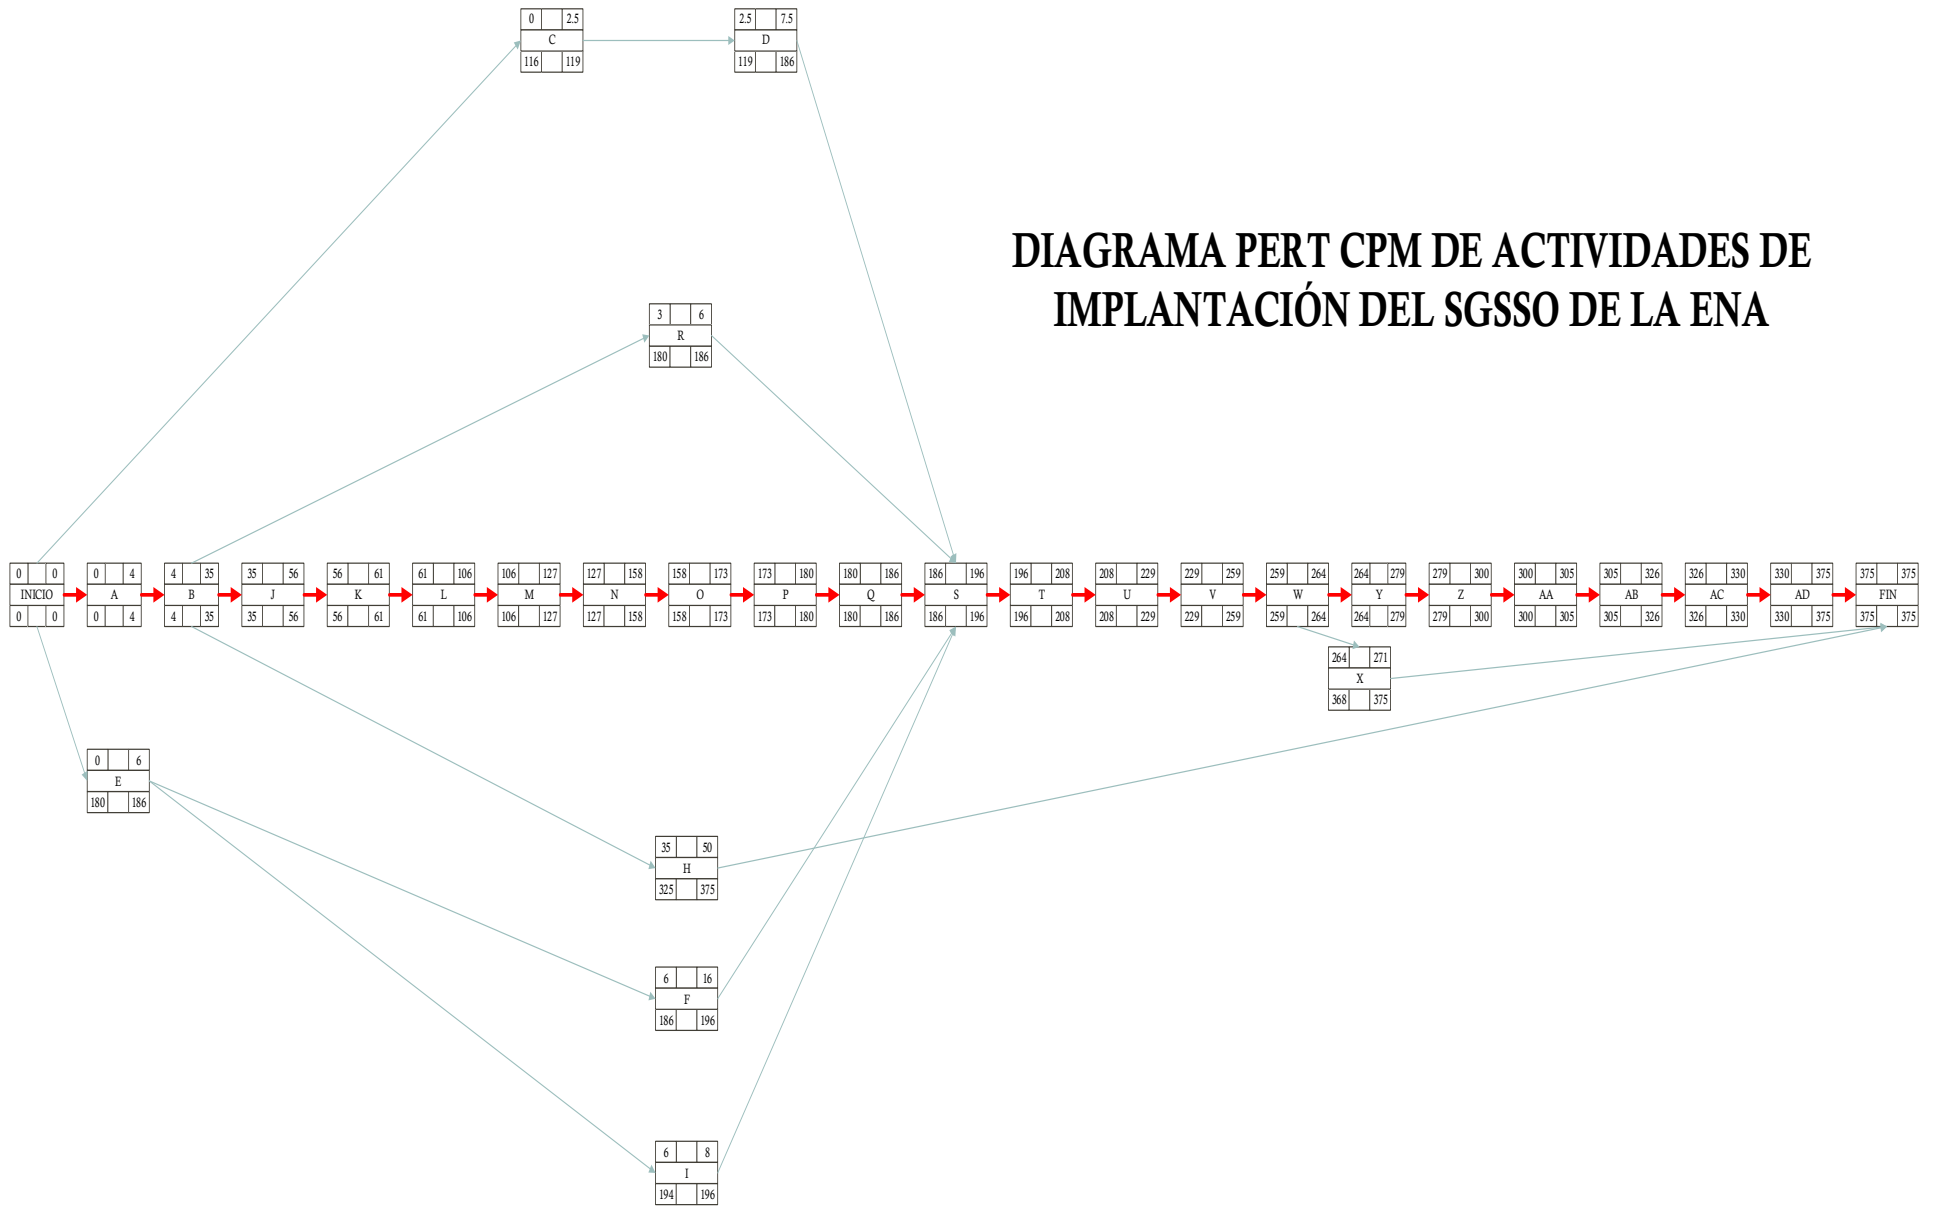 0 2.5
C
116 119
2.5 7.5
D
119 186
DIAGRAMA PERT CPM DE ACTIVIDADES DE
IMPLANTACIÓN DEL SGSSO DE LA ENA
3 6
R
180 186
0 0
INICIO
0 0
0 4
A
0 4
4 35
B
4 35
35 56
J
35 56
56 61
K
56 61
61 106
L
61 106
106 127
M
106 127
127 158
N
127 158
158 173
O
158 173
173 180
P
173 180
180 186
Q
180 186
186 196
S
186 196
196 208
T
196 208
208 229
U
208 229
229 259
V
229 259
259 264
W
259 264
264 279
Y
264 279
279 300
Z
279 300
300 305
AA
300 305
305 326
AB
305 326
326 330
AC
326 330
330 375
AD
330 375
375 375
FIN
375 375
264 271
X
368 375
0 6
E
180 186
35 50
H
325 375
6 16
F
186 196
6 8
I
194 196